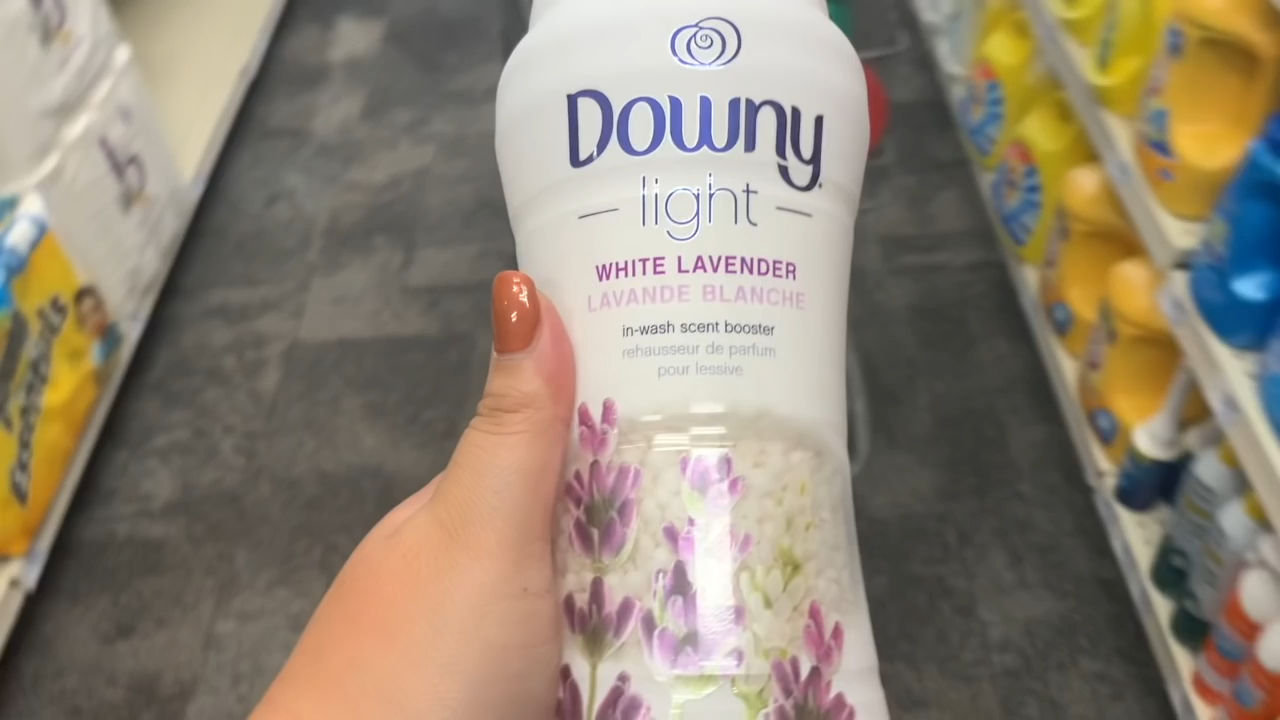 Downy
light
WHITE LAVENDER
LAVANDE BLANCHE
in-wash scent booster
rehausseur de parfum
pour lessive